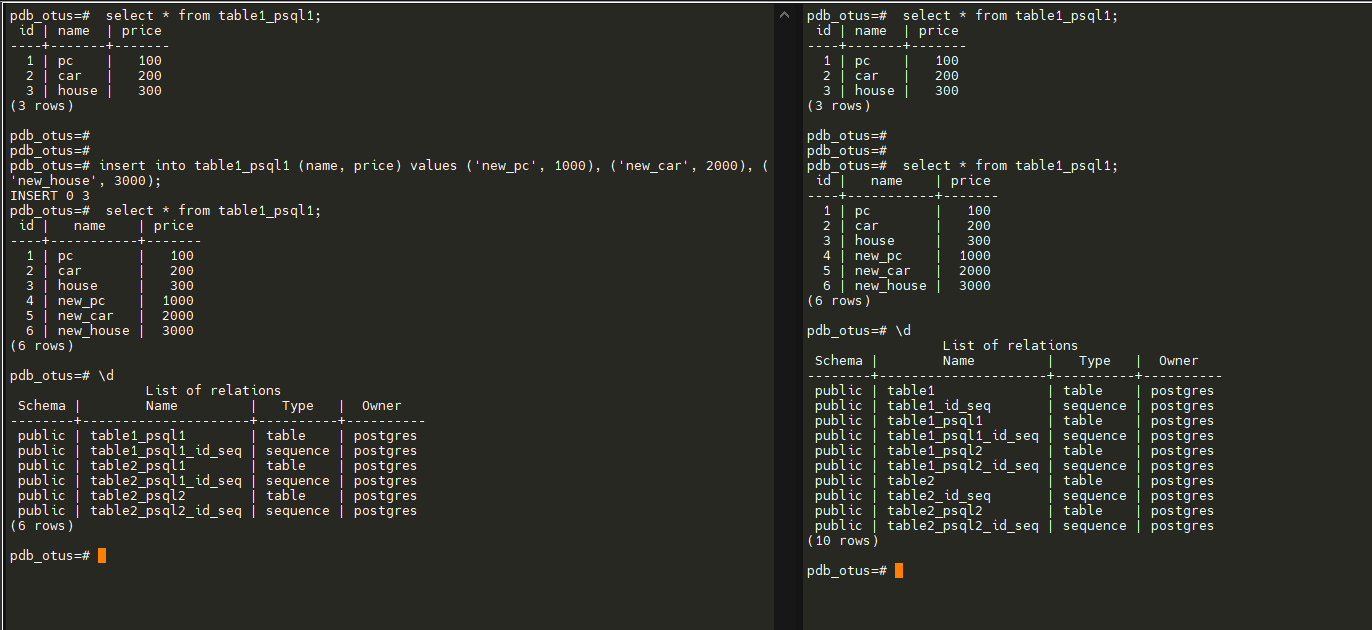 pdb_otus=#  select * from table1_psql1;
 id | name  | price
----+-------+-------
  1 | pc    |   100
  2 | car   |   200
  3 | house |   300
(3 rows)
pdb_otus=#
pdb_otus=#
pdb_otus=# insert into table1_psql1 (name, price) values ('new_pc', 1000), ('new_car', 2000), (
'new_house', 3000);
INSERT 0 3
pdb_otus=#  select * from table1_psql1;
 id |   name    | price
----+-----------+-------
  1 | pc        |   100
  2 | car       |   200
  3 | house     |   300
  4 | new_pc    |  1000
  5 | new_car   |  2000
  6 | new_house |  3000
(6 rows)
pdb_otus=# \d
                 List of relations
 Schema |        Name         |   Type   |  Owner
--------+---------------------+----------+----------
 public | table1_psql1        | table    | postgres
 public | table1_psql1_id_seq | sequence | postgres
 public | table2_psql1        | table    | postgres
 public | table2_psql1_id_seq | sequence | postgres
 public | table2_psql2        | table    | postgres
 public | table2_psql2_id_seq | sequence | postgres
(6 rows)
pdb_otus=#
pdb_otus=#  select * from table1_psql1;
 id | name  | price
----+-------+-------
  1 | pc    |   100
  2 | car   |   200
  3 | house |   300
(3 rows)
pdb_otus=#
pdb_otus=#
pdb_otus=#  select * from table1_psql1;
 id |   name    | price
----+-----------+-------
  1 | pc        |   100
  2 | car       |   200
  3 | house     |   300
  4 | new_pc    |  1000
  5 | new_car   |  2000
  6 | new_house |  3000
(6 rows)
pdb_otus=# \d
                 List of relations
 Schema |        Name         |   Type   |  Owner
--------+---------------------+----------+----------
 public | table1              | table    | postgres
 public | table1_id_seq       | sequence | postgres
 public | table1_psql1        | table    | postgres
 public | table1_psql1_id_seq | sequence | postgres
 public | table1_psql2        | table    | postgres
 public | table1_psql2_id_seq | sequence | postgres
 public | table2              | table    | postgres
 public | table2_id_seq       | sequence | postgres
 public | table2_psql2        | table    | postgres
 public | table2_psql2_id_seq | sequence | postgres
(10 rows)
pdb_otus=#